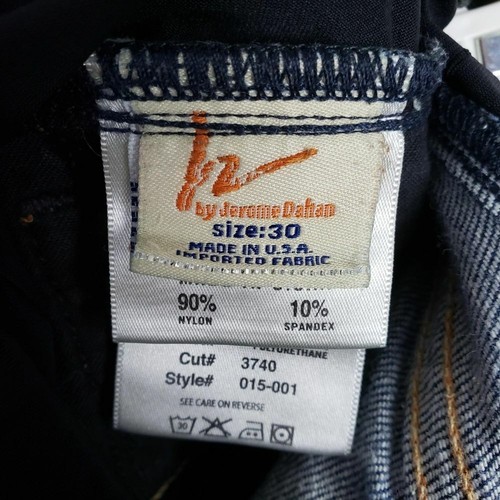 by Jerome Dahan
size:30
MADE IN U.S.A.
IMPORTED FABRIC
90% 10%
NYLON SPANDEX
POLYURETHANE
Cut# 3740
Style# 015-001
SEE CARE ON REVERSE
30